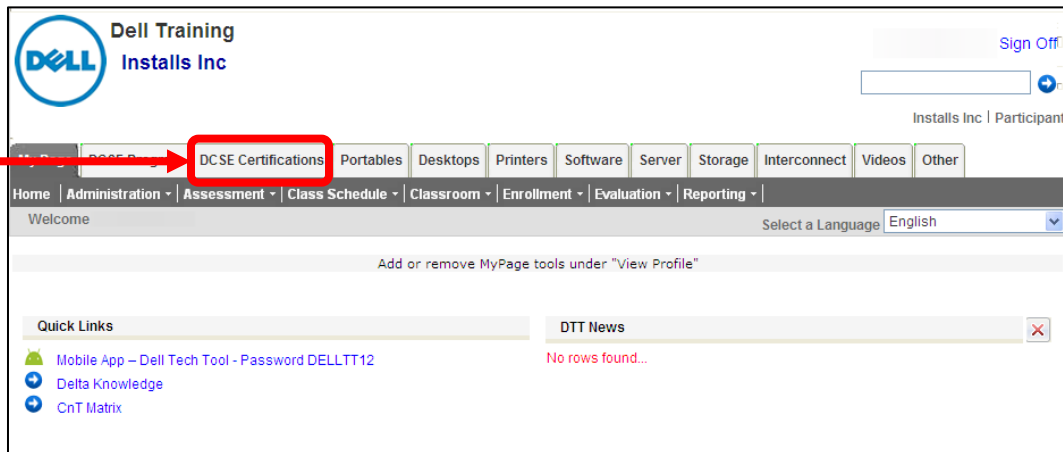 DELL
Dell Training
Installs Inc
Sign Off
Installs Inc | Participant
DCSE Certifications Portables Desktops Printers Software Server Storage Interconnect Videos Other
Home | Administration | Assessment | Class Schedule | Classroom | Enrollment | Evaluation | Reporting |
Welcome
Select a Language English
Add or remove MyPage tools under "View Profile"
Quick Links
DTT News
Mobile App – Dell Tech Tool - Password DELLTT12
No rows found...
Delta Knowledge
CnT Matrix